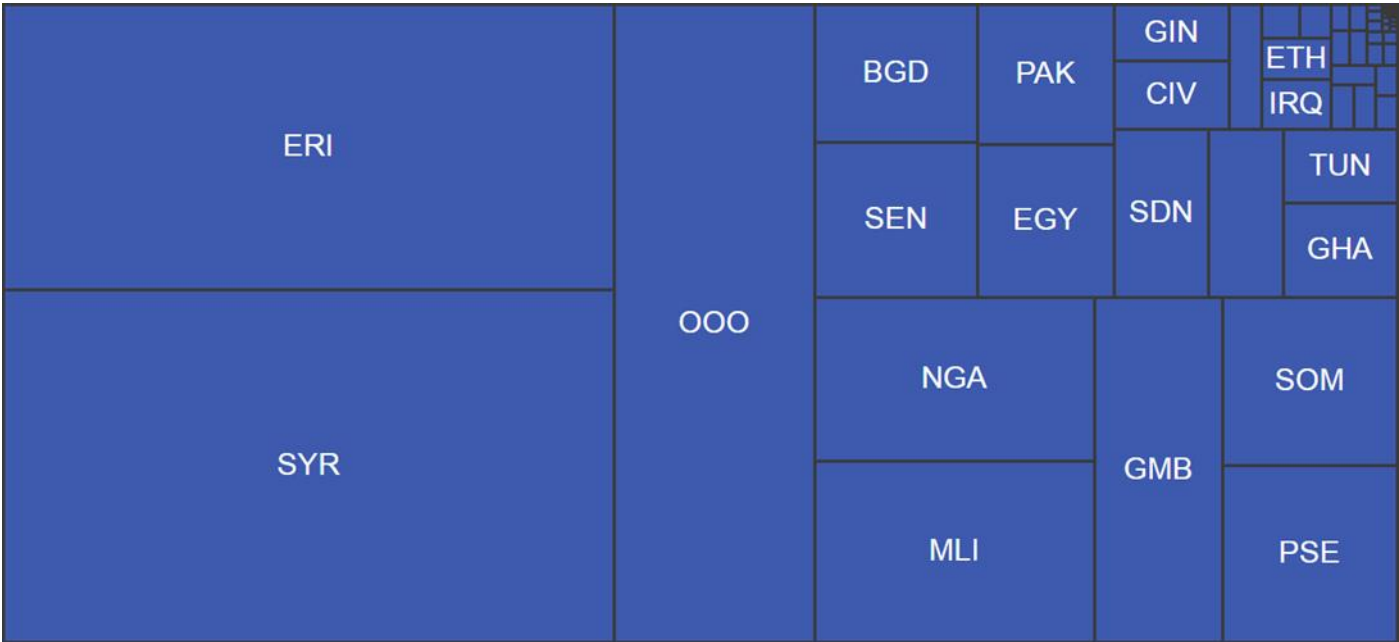 ERI
SYR
OOO
BGD
PAK
SEN
EGY
GIN
CIV
ETH
IRQ
SDN
TUN
GHA
NGA
MLI
GMB
SOM
PSE